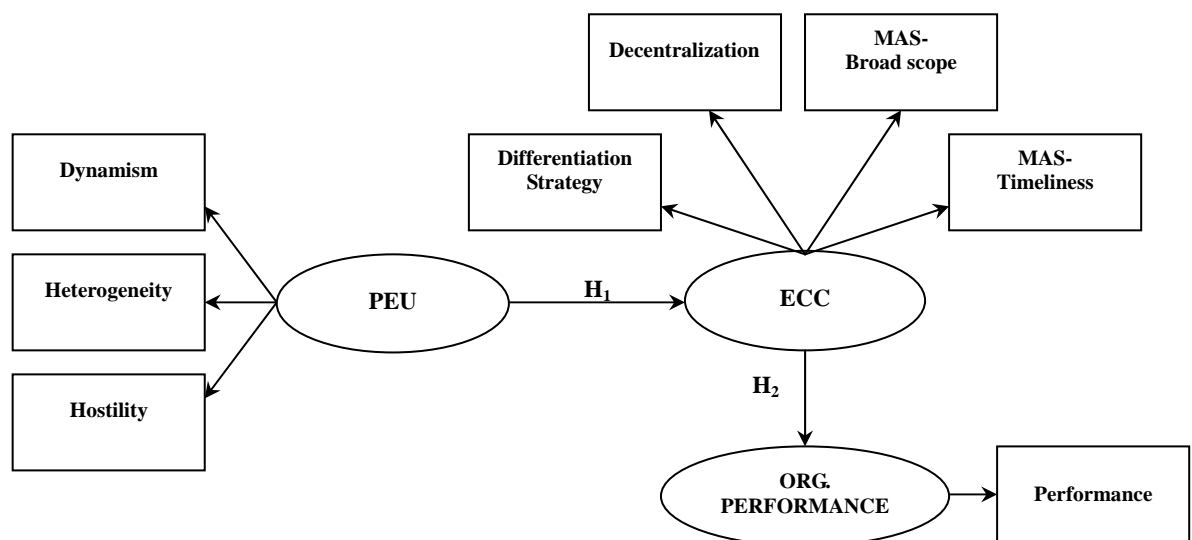 Decentralization
MAS-
Broad scope
Differentiation
Strategy
MAS-
Timeliness
Dynamism
Heterogeneity
Hostility
PEU
H₁
ECC
H₂
ORG.
PERFORMANCE
Performance